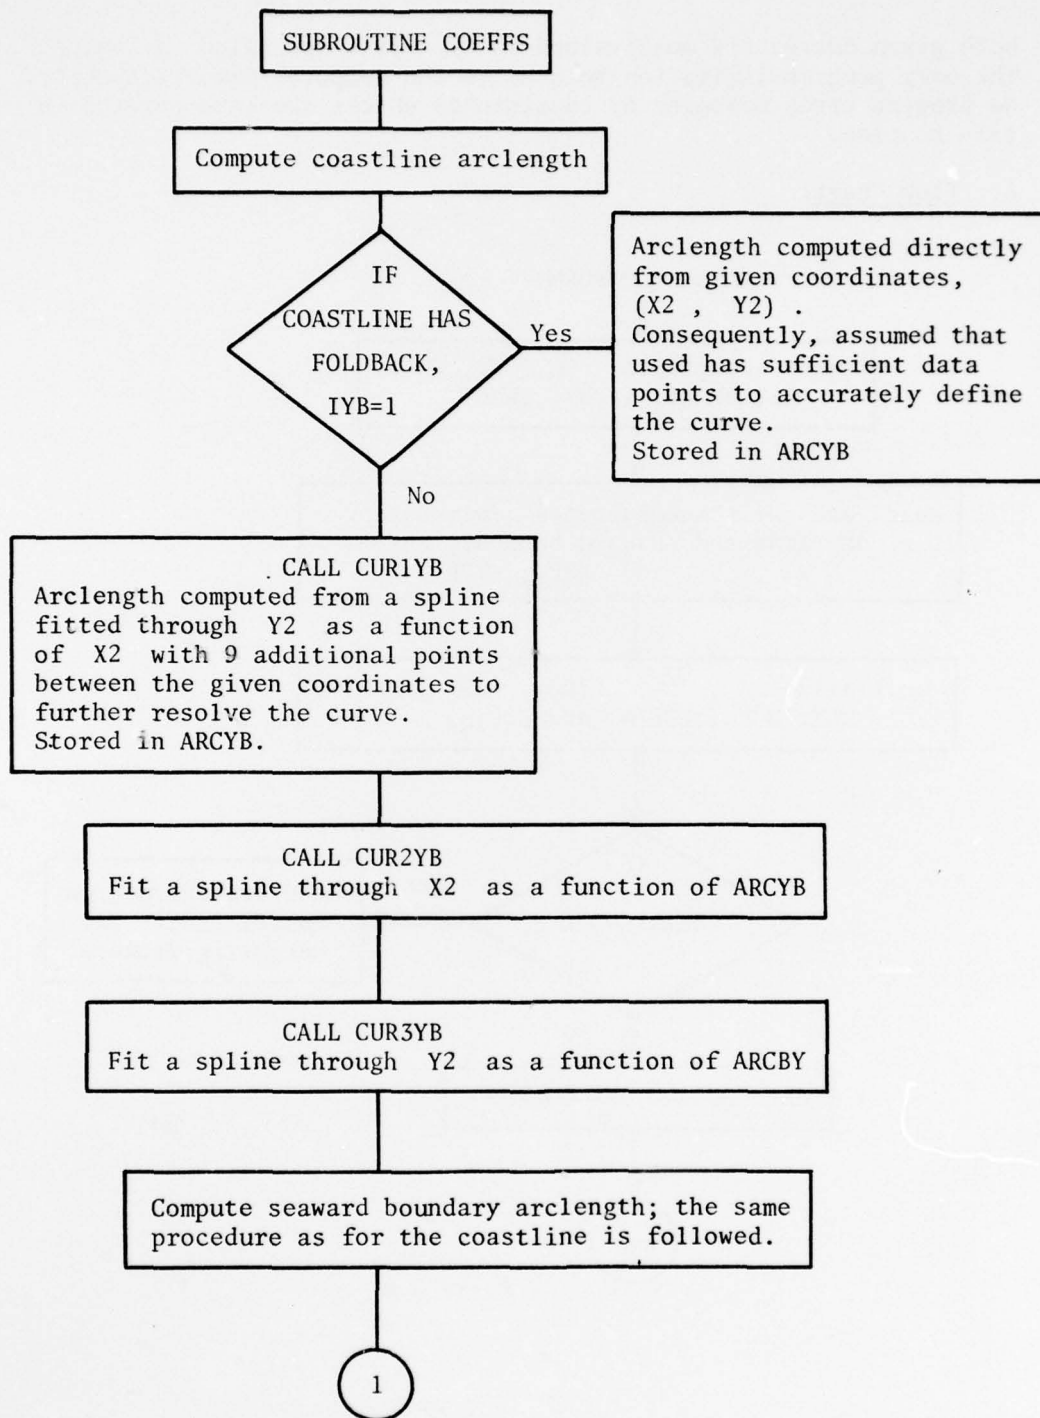 SUBROUTINE COEFFS
Compute coastline arclength
IF
COASTLINE HAS
FOLDBACK,
IYB=1
Yes
Arclength computed directly
from given coordinates,
(X2 , Y2) .
Consequently, assumed that
used has sufficient data
points to accurately define
the curve.
Stored in ARCYB
No
. CALL CUR1YB
Arclength computed from a spline
fitted through Y2 as a function
of X2 with 9 additional points
between the given coordinates to
further resolve the curve.
Stored in ARCYB.
CALL CUR2YB
Fit a spline through X2 as a function of ARCYB
CALL CUR3YB
Fit a spline through Y2 as a function of ARCBY
Compute seaward boundary arclength; the same
procedure as for the coastline is followed.
1